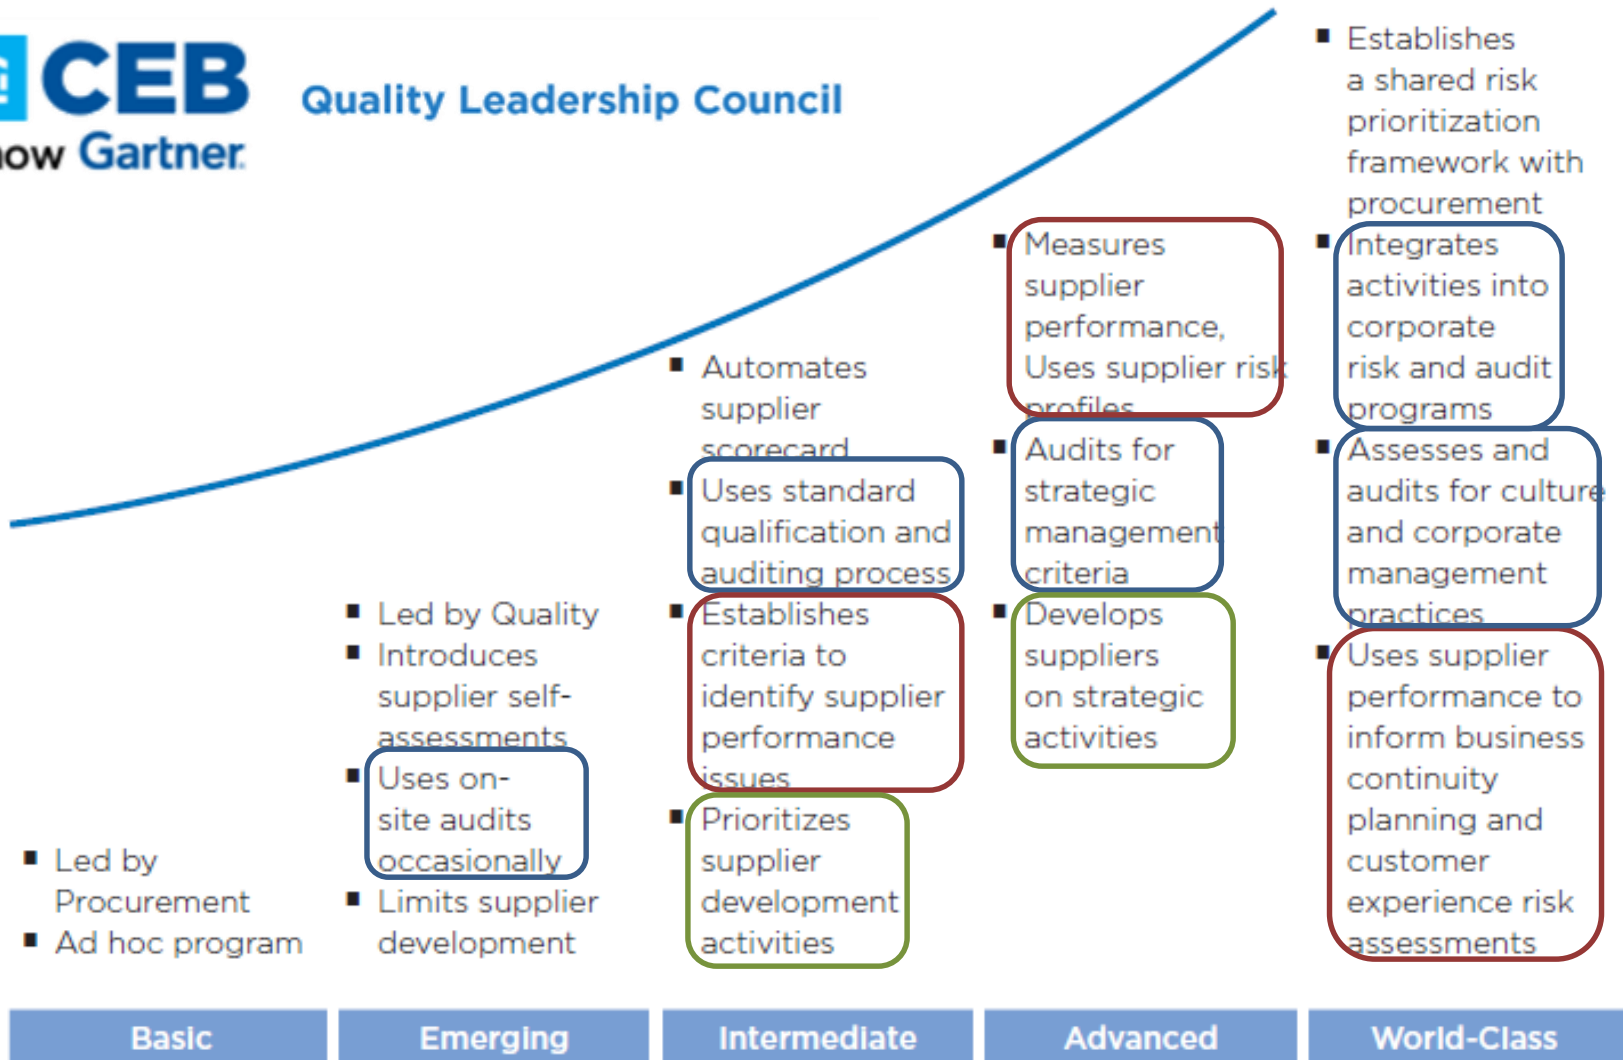 CEB
now Gartner
Quality Leadership Council
■ Led by
Procurement
■ Ad hoc program
■ Led by Quality
■ Introduces
supplier self-
assessments
■ Uses on-
site audits
occasionally
■ Limits supplier
development
■ Automates
supplier
scorecard
■ Uses standard
qualification and
auditing process
■ Establishes
criteria to
identify supplier
performance
issues
■ Prioritizes
supplier
development
activities
■ Measures
supplier
performance,
Uses supplier risk
profiles
■ Audits for
strategic
management
criteria
■ Develops
suppliers
on strategic
activities
■ Establishes
a shared risk
prioritization
framework with
procurement
■ Integrates
activities into
corporate
risk and audit
programs
■ Assesses and
audits for culture
and corporate
management
practices
■ Uses supplier
performance to
inform business
continuity
planning and
customer
experience risk
assessments
Basic
Emerging
Intermediate
Advanced
World-Class